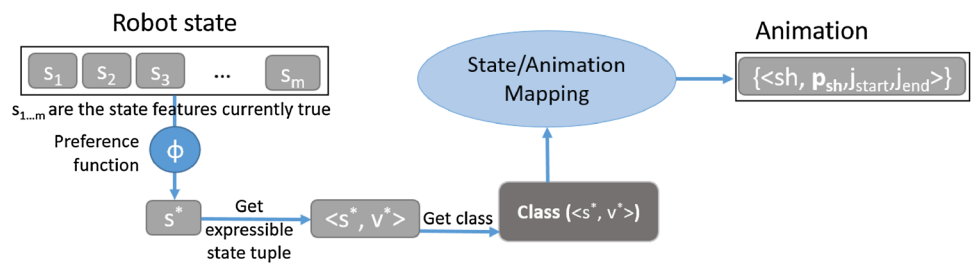 Robot state
s1 s2 s3 ... sm
s1...m are the state features currently true
Preference
function
ϕ
s*
Get
expressible
state tuple
<s*, v*>
Get class
Class (<s*, v*>)
State/Animation
Mapping
Animation
{<sh, psh,jstart,jend>}